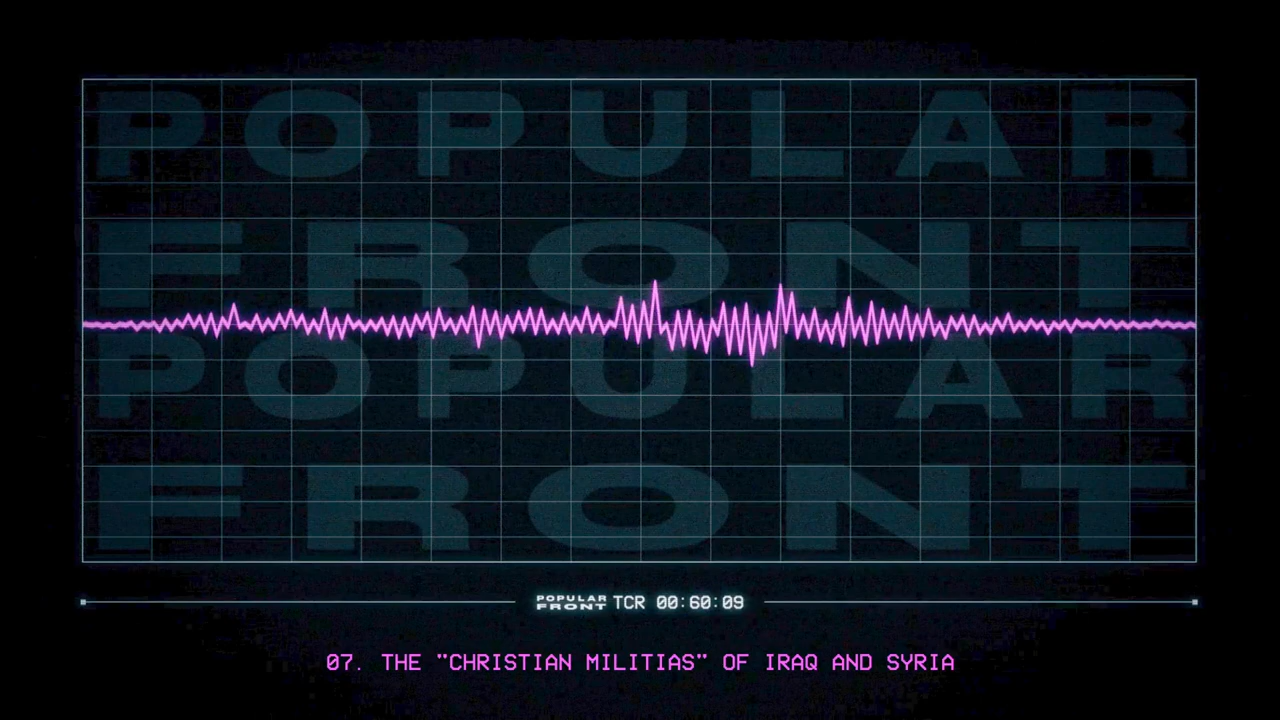 POPULAR
FRONT
POPULAR
FRONT
POPULAR FRONT TCR 00:60:09
07. THE "CHRISTIAN MILITIAS" OF IRAQ AND SYRIA